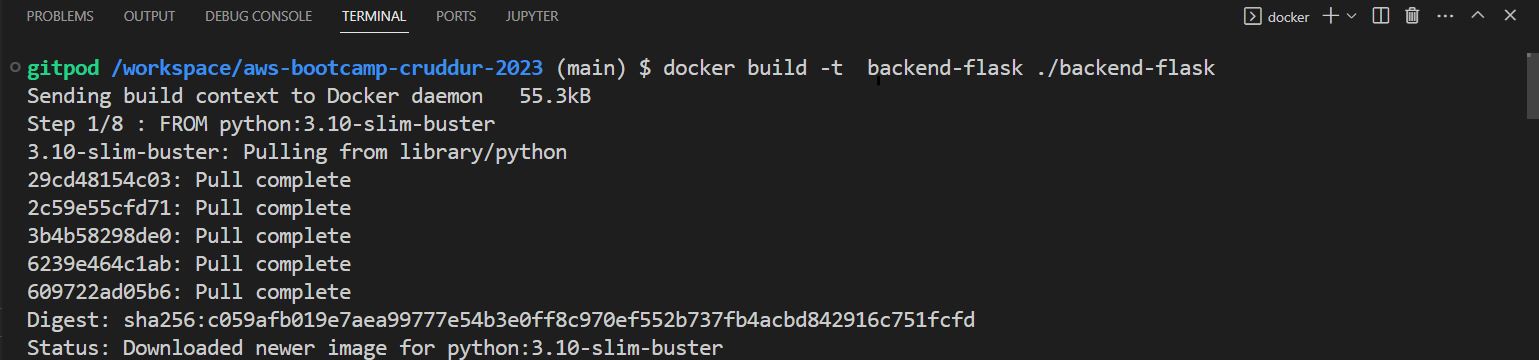 PROBLEMS OUTPUT DEBUG CONSOLE TERMINAL PORTS JUPYTER docker
gitpod /workspace/aws-bootcamp-cruddur-2023 (main) $ docker build -t  backend-flask ./backend-flask
Sending build context to Docker daemon   55.3kB
Step 1/8 : FROM python:3.10-slim-buster
3.10-slim-buster: Pulling from library/python
29cd48154c03: Pull complete
2c59e55cfd71: Pull complete
3b4b58298de0: Pull complete
6239e464c1ab: Pull complete
609722ad05b6: Pull complete
Digest: sha256:c059afb019e7aea99777e54b3e0ff8c970ef552b737fb4acbd842916c751fcfd
Status: Downloaded newer image for python:3.10-slim-buster